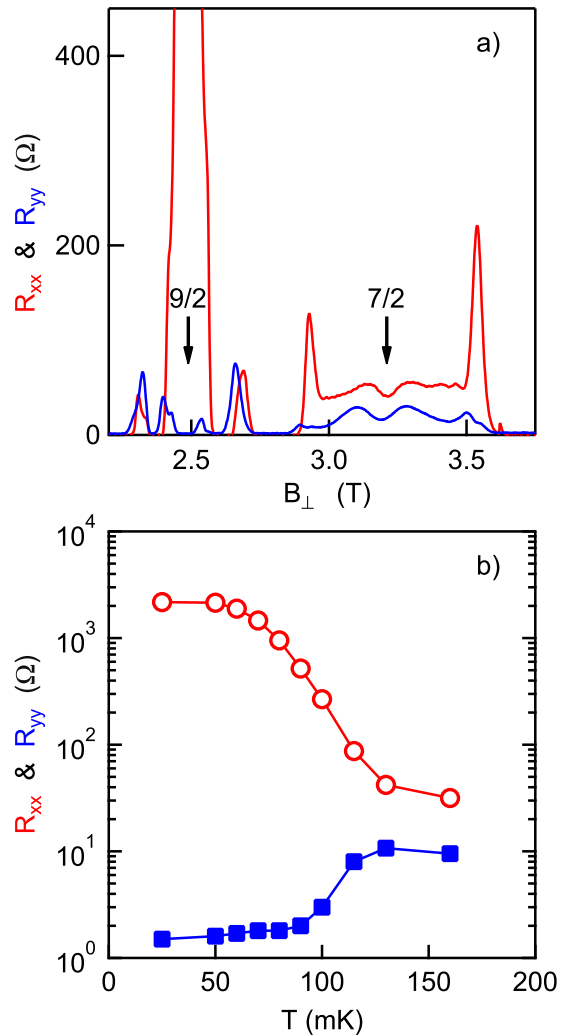 a)
400
200
0
R_xx & R_yy (Ω)
9/2
7/2
2.5 3.0 3.5
B_⊥ (T)
b)
10^4
10^3
10^2
10^1
10^0
R_xx & R_yy (Ω)
0 50 100 150 200
T (mK)